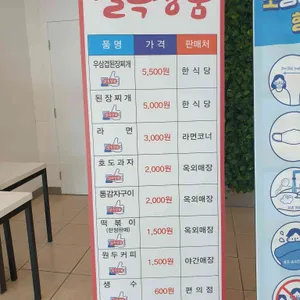 품 명 가 격 판매처
우삼겹된장찌개 5,500원 한 식 당
된 장 찌 개 5,000원 한 식 당
라 면 3,000원 라면코너
호 도 과 자 2,000원 옥외매장
통감자구이 2,000원 옥외매장
떡 볶 이 1,500원 옥외매장
원 두 커 피 1,500원 야간매장
생 수 600원 편 의 점